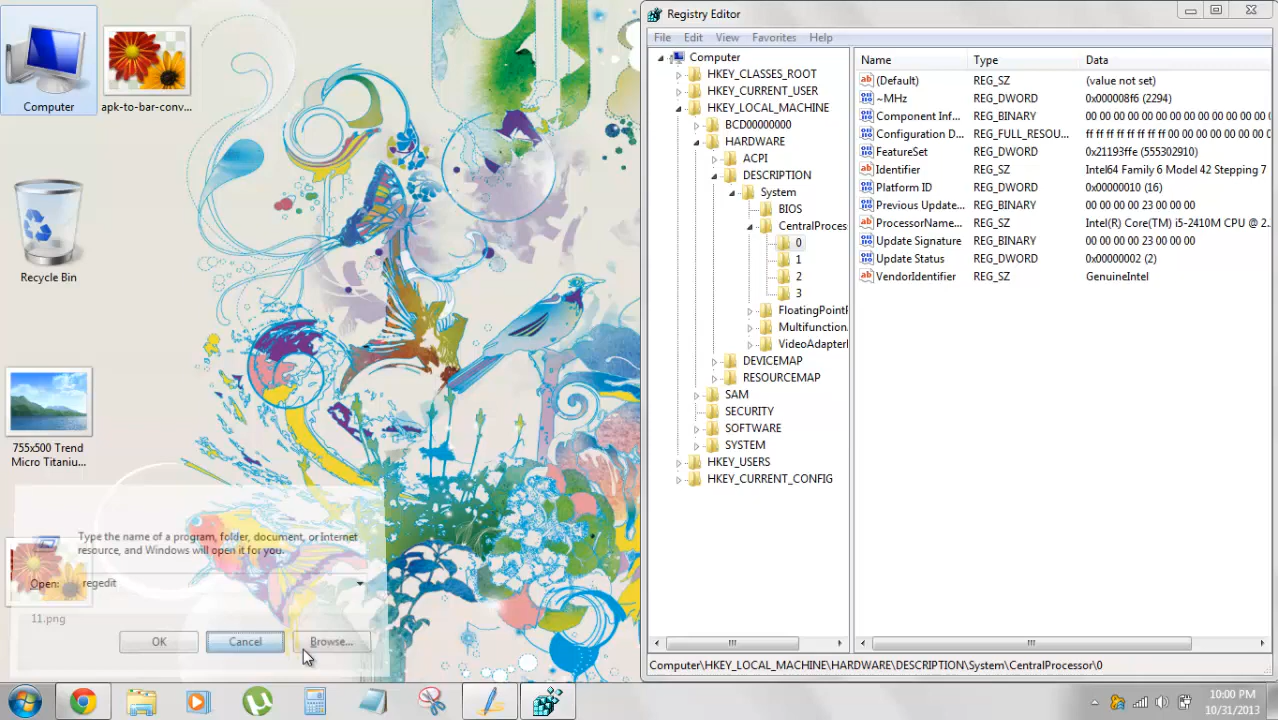 Computer
apk-to-bar-conv...
Recycle Bin
755x500 Trend
Micro Titaniu...
Type the name of a program, folder, document, or Internet
resource, and Windows will open it for you.
Open: regedit
11.png
OK Cancel Browse...
Registry Editor
File Edit View Favorites Help
Computer
HKEY_CLASSES_ROOT
HKEY_CURRENT_USER
HKEY_LOCAL_MACHINE
BCD00000000
HARDWARE
ACPI
DESCRIPTION
System
BIOS
CentralProces
0
1
2
3
FloatingPointF
Multifunction.
VideoAdapterI
DEVICEMAP
RESOURCEMAP
SAM
SECURITY
SOFTWARE
SYSTEM
HKEY_USERS
HKEY_CURRENT_CONFIG
Name Type Data
(Default) REG_SZ (value not set)
~MHz REG_DWORD 0x000008f6 (2294)
Component Inf... REG_BINARY 00 00 00 00 00 00 00 00 00 00 00 0
Configuration D... REG_FULL_RESOU... ff ff ff ff ff ff ff ff 00 00 00 00 00 0
FeatureSet REG_DWORD 0x21193ffe (555302910)
Identifier REG_SZ Intel64 Family 6 Model 42 Stepping 7
Platform ID REG_DWORD 0x00000010 (16)
Previous Update... REG_BINARY 00 00 00 00 23 00 00 00
ProcessorName... REG_SZ Intel(R) Core(TM) i5-2410M CPU @ 2...
Update Signature REG_BINARY 00 00 00 00 23 00 00 00
Update Status REG_DWORD 0x00000002 (2)
VendorIdentifier REG_SZ GenuineIntel
Computer\HKEY_LOCAL_MACHINE\HARDWARE\DESCRIPTION\System\CentralProcessor\0
10:00 PM
10/31/2013